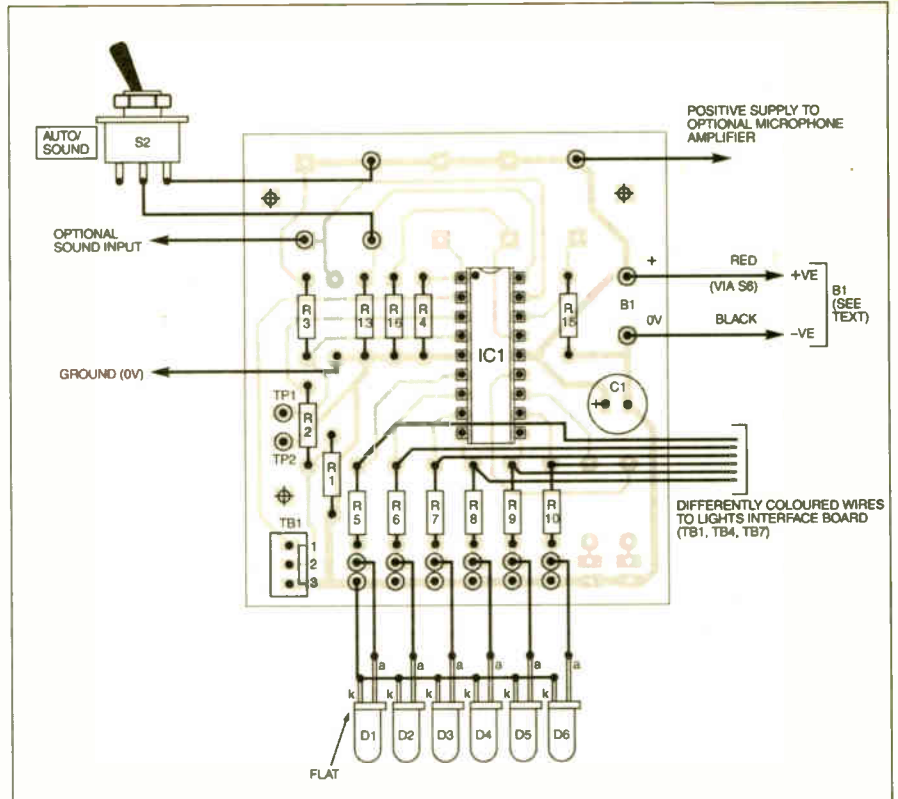 POSITIVE SUPPLY TO
OPTIONAL MICROPHONE
AMPLIFIER
AUTO/
SOUND
S2
OPTIONAL
SOUND INPUT
+
RED
+VE
(VIA S6)
B1
B1
(SEE
TEXT)
0V
BLACK
-VE
R
3
R
13
R
16
R
4
IC1
R
15
GROUND (0V)
C1
+
TP1
TP2
R
2
R
1
R
5
R
6
R
7
R
8
R
9
R
10
DIFFERENTLY COLOURED WIRES
TO LIGHTS INTERFACE BOARD
(TB1, TB4, TB7)
TB1
1
2
3
a
a
a
a
a
a
k
k
k
k
k
k
D1
D2
D3
D4
D5
D6
FLAT